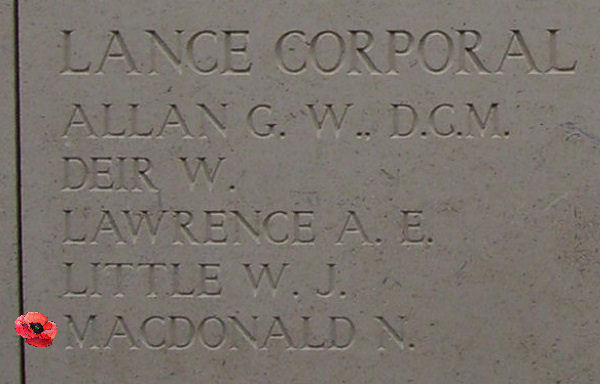 LANCE CORPORAL
ALLAN G. W., D.C.M.
DEIR W.
LAWRENCE A. E.
LITTLE W. J.
MACDONALD N.